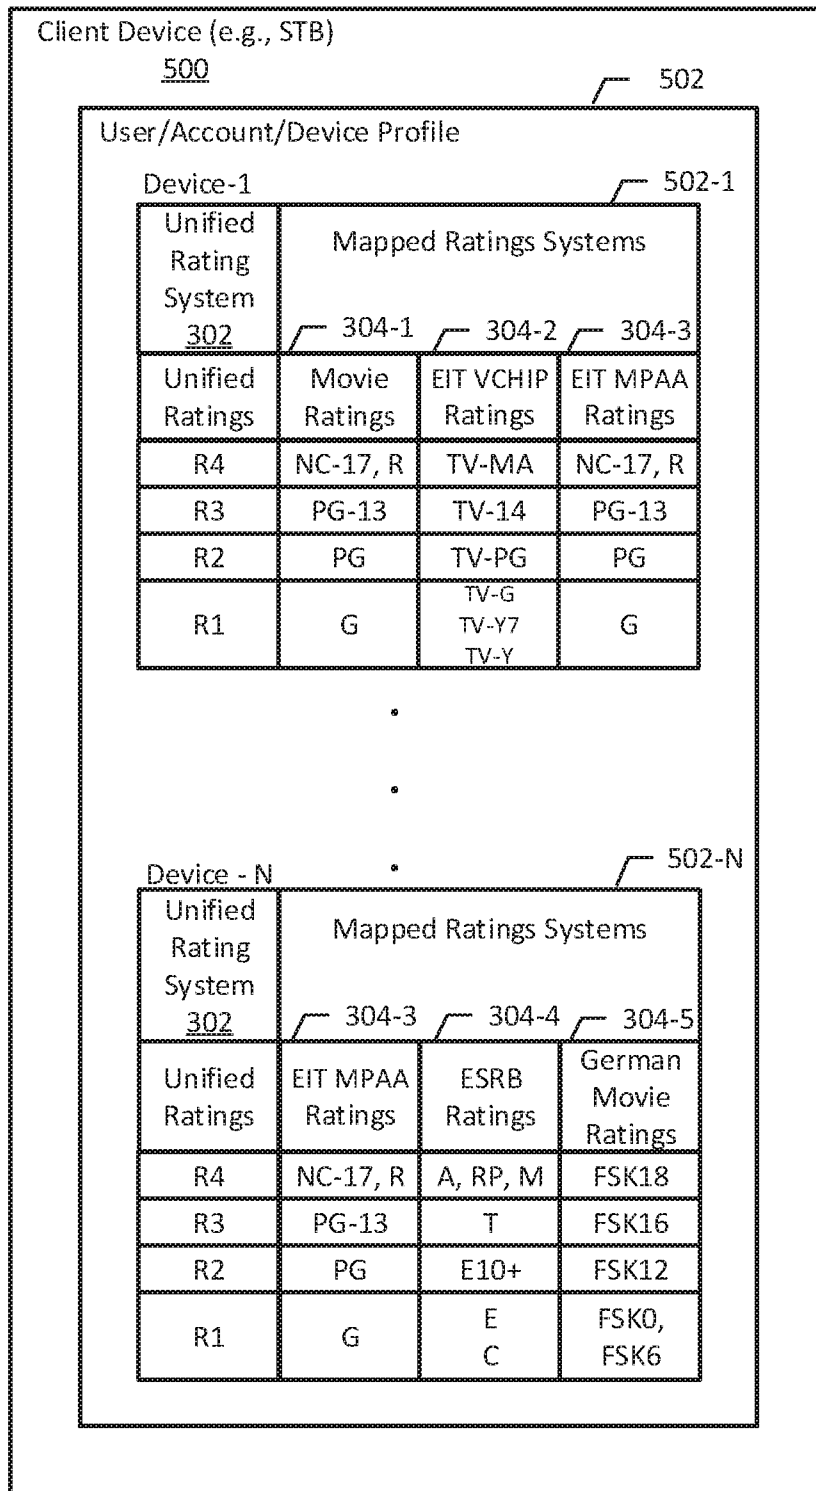 Client Device (e.g., STB)
500
502
User/Account/Device Profile
Device-1
502-1
Unified
Rating
System
302
Mapped Ratings Systems
304-1
304-2
304-3
Unified
Ratings
Movie
Ratings
EIT VCHIP
Ratings
EIT MPAA
Ratings
R4
NC-17, R
TV-MA
NC-17, R
R3
PG-13
TV-14
PG-13
R2
PG
TV-PG
PG
R1
G
TV-G
TV-Y7
TV-Y
G
Device - N
502-N
Unified
Rating
System
302
Mapped Ratings Systems
304-3
304-4
304-5
Unified
Ratings
EIT MPAA
Ratings
ESRB
Ratings
German
Movie
Ratings
R4
NC-17, R
A, RP, M
FSK18
R3
PG-13
T
FSK16
R2
PG
E10+
FSK12
R1
G
E
C
FSK0,
FSK6